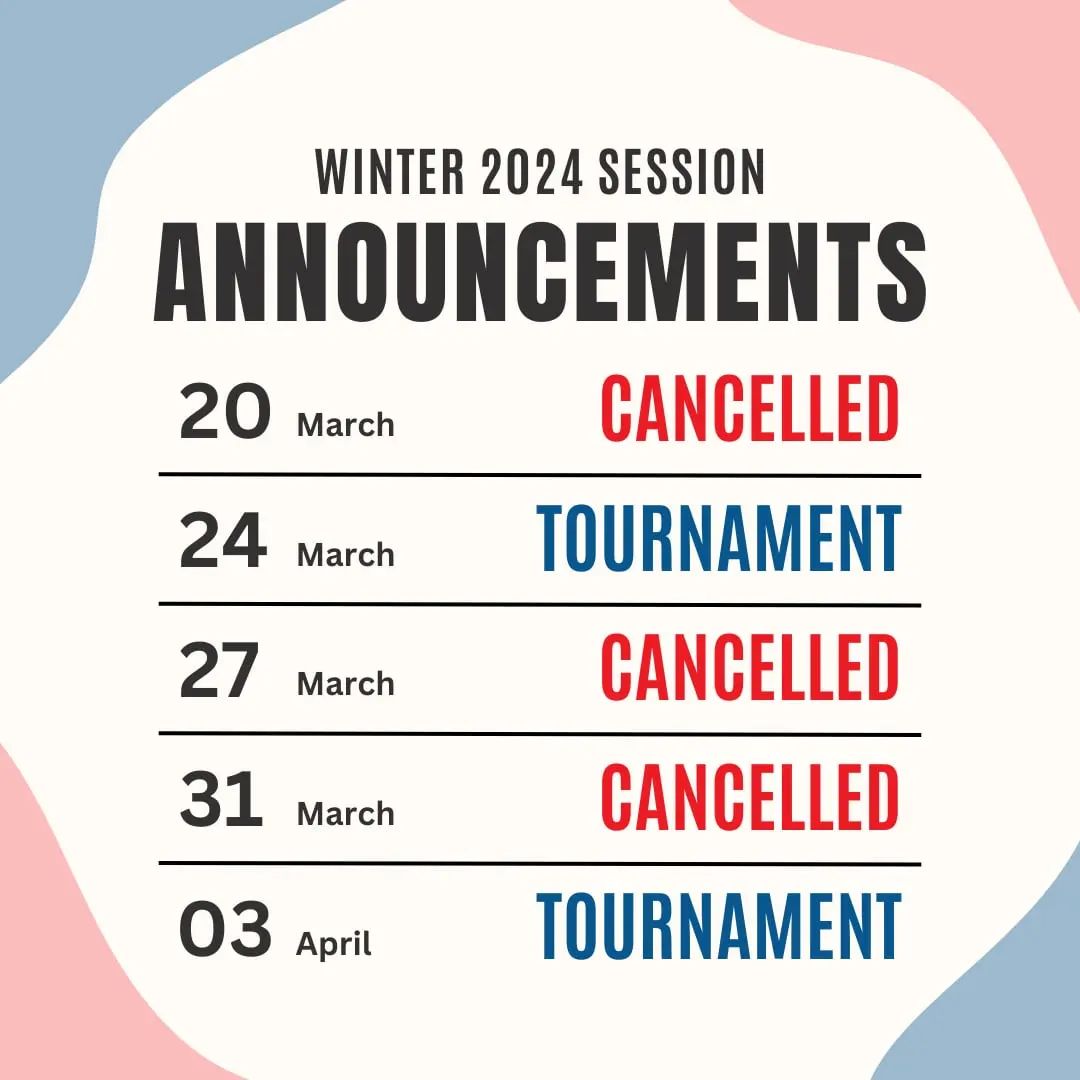 WINTER 2024 SESSION
ANNOUNCEMENTS
20 March CANCELLED
24 March TOURNAMENT
27 March CANCELLED
31 March CANCELLED
03 April TOURNAMENT